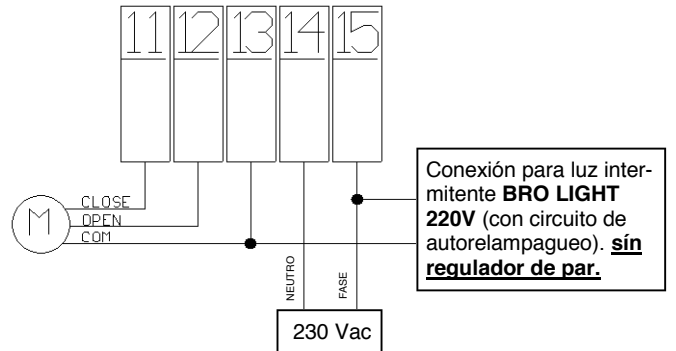 11 12 13 14 15
Conexión para luz inter-
mitente BRO LIGHT
220V (con circuito de
autorelampagueo). sín
regulador de par.
CLOSE
OPEN
COM
M
NEUTRO
FASE
230 Vac